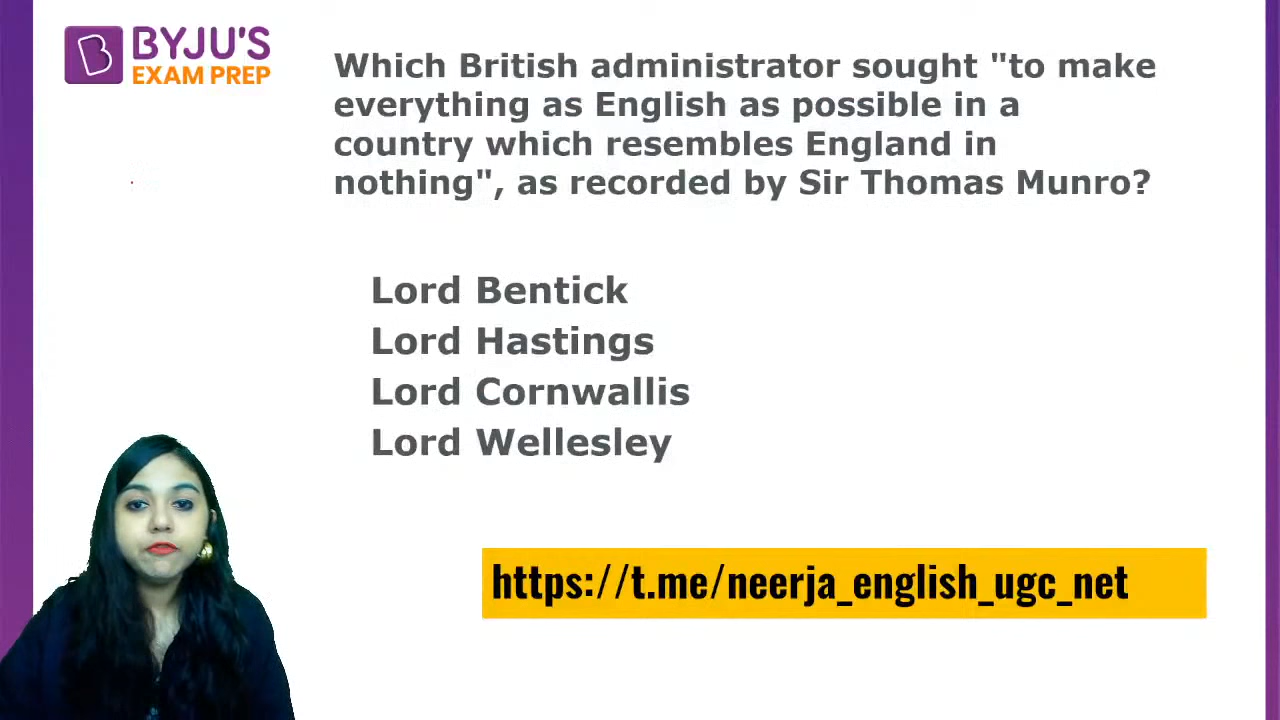 BYJU'S
EXAM PREP
Which British administrator sought "to make
everything as English as possible in a
country which resembles England in
nothing", as recorded by Sir Thomas Munro?
Lord Bentick
Lord Hastings
Lord Cornwallis
Lord Wellesley
https://t.me/neerja_english_ugc_net